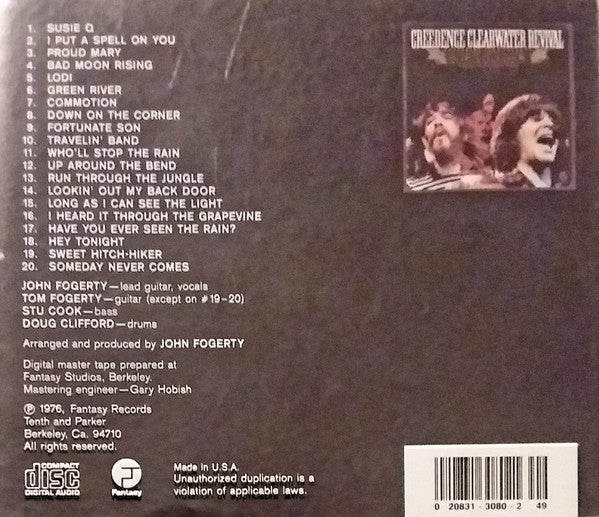 CREEDENCE CLEARWATER REVIVAL
1. SUSIE Q
2. I PUT A SPELL ON YOU
3. PROUD MARY
4. BAD MOON RISING
5. LODI
6. GREEN RIVER
7. COMMOTION
8. DOWN ON THE CORNER
9. FORTUNATE SON
10. TRAVELIN' BAND
11. WHO'LL STOP THE RAIN
12. UP AROUND THE BEND
13. RUN THROUGH THE JUNGLE
14. LOOKIN' OUT MY BACK DOOR
15. LONG AS I CAN SEE THE LIGHT
16. I HEARD IT THROUGH THE GRAPEVINE
17. HAVE YOU EVER SEEN THE RAIN?
18. HEY TONIGHT
19. SWEET HITCH-HIKER
20. SOMEDAY NEVER COMES
JOHN FOGERTY—lead guitar, vocals
TOM FOGERTY—guitar (except on #19-20)
STU COOK—bass
DOUG CLIFFORD—drums
Arranged and produced by JOHN FOGERTY
Digital master tape prepared at
Fantasy Studios, Berkeley.
Mastering engineer—Gary Hobish
℗ 1976, Fantasy Records
Tenth and Parker
Berkeley, Ca. 94710
All rights reserved.
COMPACT
disc
DIGITAL AUDIO
Fantasy
Made in U.S.A.
Unauthorized duplication is a
violation of applicable laws.
0 20831-3080-2 49